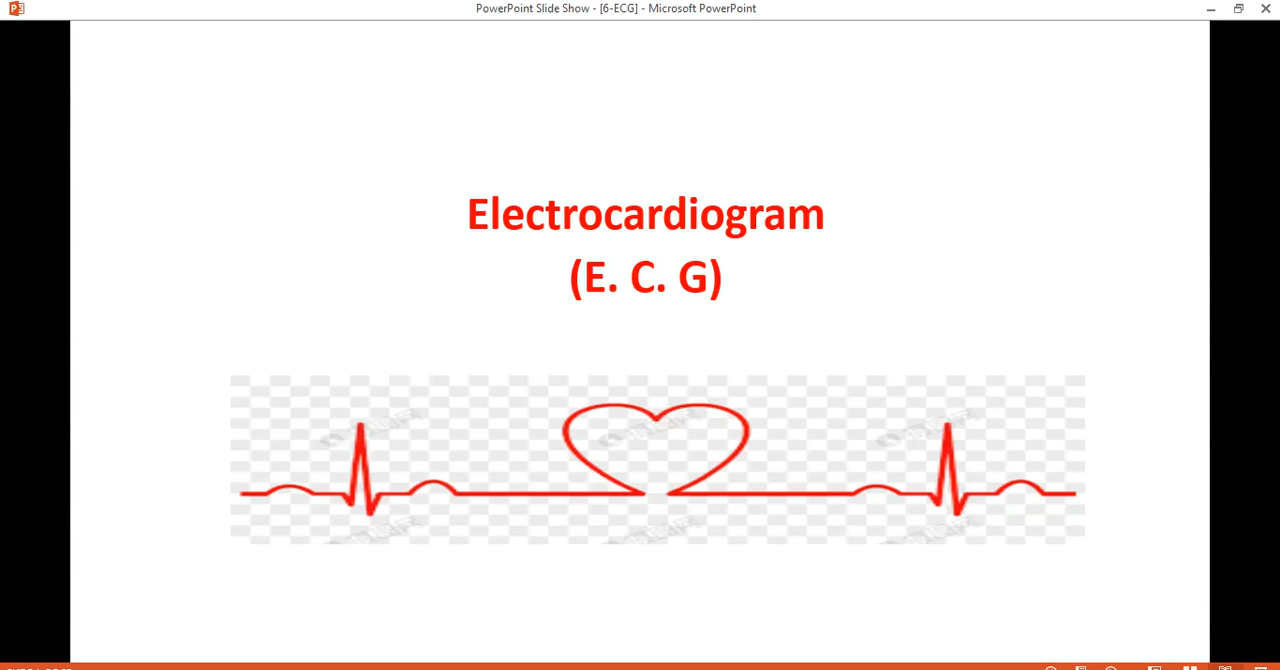 PowerPoint Slide Show - [6-ECG] - Microsoft PowerPoint
Electrocardiogram
(E. C. G)